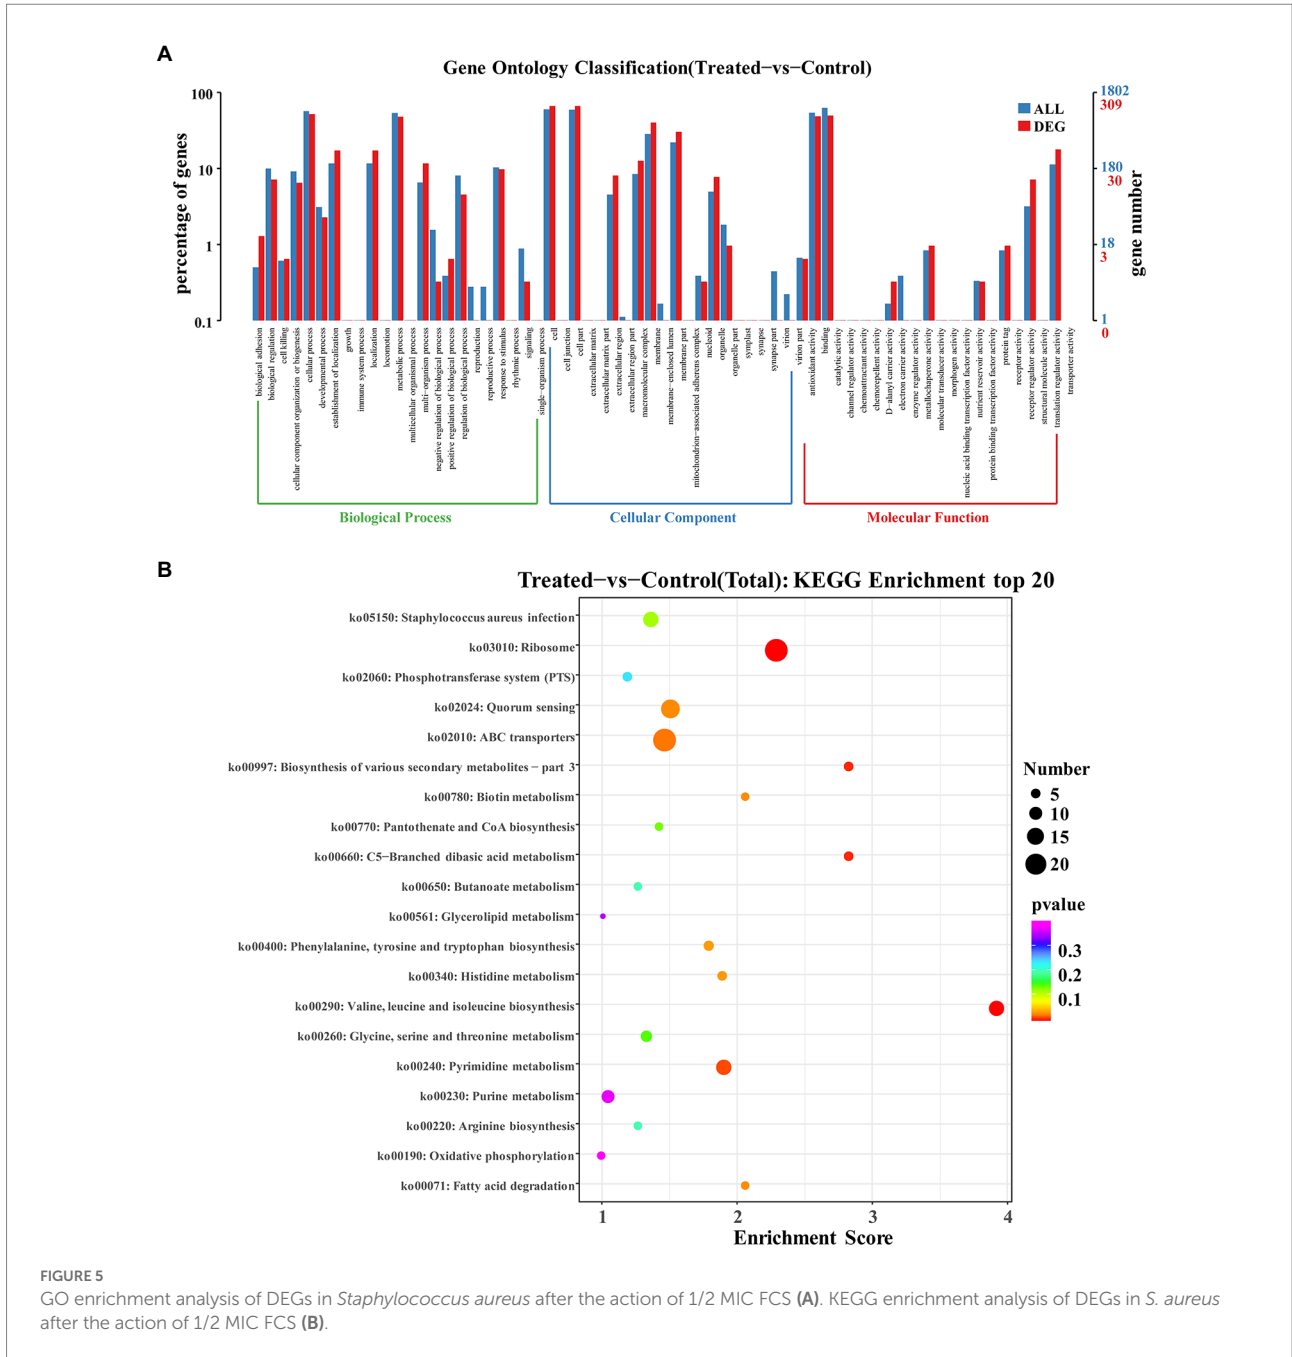 A
Gene Ontology Classification(Treated−vs−Control)
percentage of genes
100
10
1
0.1
1802
309
180
30
18
3
1
0
gene number
ALL
DEG
biological adhesion
biological regulation
cell killing
cellular component organization or biogenesis
cellular process
developmental process
establishment of localization
growth
immune system process
localization
locomotion
metabolic process
multicellular organismal process
multi−organism process
negative regulation of biological process
positive regulation of biological process
regulation of biological process
reproduction
reproductive process
response to stimulus
rhythmic process
signaling
single−organism process
cell
cell junction
cell part
extracellular matrix
extracellular matrix part
extracellular region
extracellular region part
macromolecular complex
membrane
membrane−enclosed lumen
membrane part
mitochondrion−associated adherens complex
nucleoid
organelle
organelle part
symplast
synapse
synapse part
virion
virion part
antioxidant activity
binding
catalytic activity
channel regulator activity
chemoattractant activity
chemorepellent activity
D−alanyl carrier activity
electron carrier activity
enzyme regulator activity
metallochaperone activity
molecular transducer activity
morphogen activity
nucleic acid binding transcription factor activity
nutrient reservoir activity
protein binding transcription factor activity
protein tag
receptor activity
receptor regulator activity
structural molecule activity
translation regulator activity
transporter activity
Biological Process
Cellular Component
Molecular Function
B
Treated−vs−Control(Total): KEGG Enrichment top 20
ko05150: Staphylococcus aureus infection
ko03010: Ribosome
ko02060: Phosphotransferase system (PTS)
ko02024: Quorum sensing
ko02010: ABC transporters
ko00997: Biosynthesis of various secondary metabolites − part 3
ko00780: Biotin metabolism
ko00770: Pantothenate and CoA biosynthesis
ko00660: C5−Branched dibasic acid metabolism
ko00650: Butanoate metabolism
ko00561: Glycerolipid metabolism
ko00400: Phenylalanine, tyrosine and tryptophan biosynthesis
ko00340: Histidine metabolism
ko00290: Valine, leucine and isoleucine biosynthesis
ko00260: Glycine, serine and threonine metabolism
ko00240: Pyrimidine metabolism
ko00230: Purine metabolism
ko00220: Arginine biosynthesis
ko00190: Oxidative phosphorylation
ko00071: Fatty acid degradation
1
2
3
4
Enrichment Score
Number
5
10
15
20
pvalue
0.3
0.2
0.1
FIGURE 5
GO enrichment analysis of DEGs in Staphylococcus aureus after the action of 1/2 MIC FCS (A). KEGG enrichment analysis of DEGs in S. aureus
after the action of 1/2 MIC FCS (B).